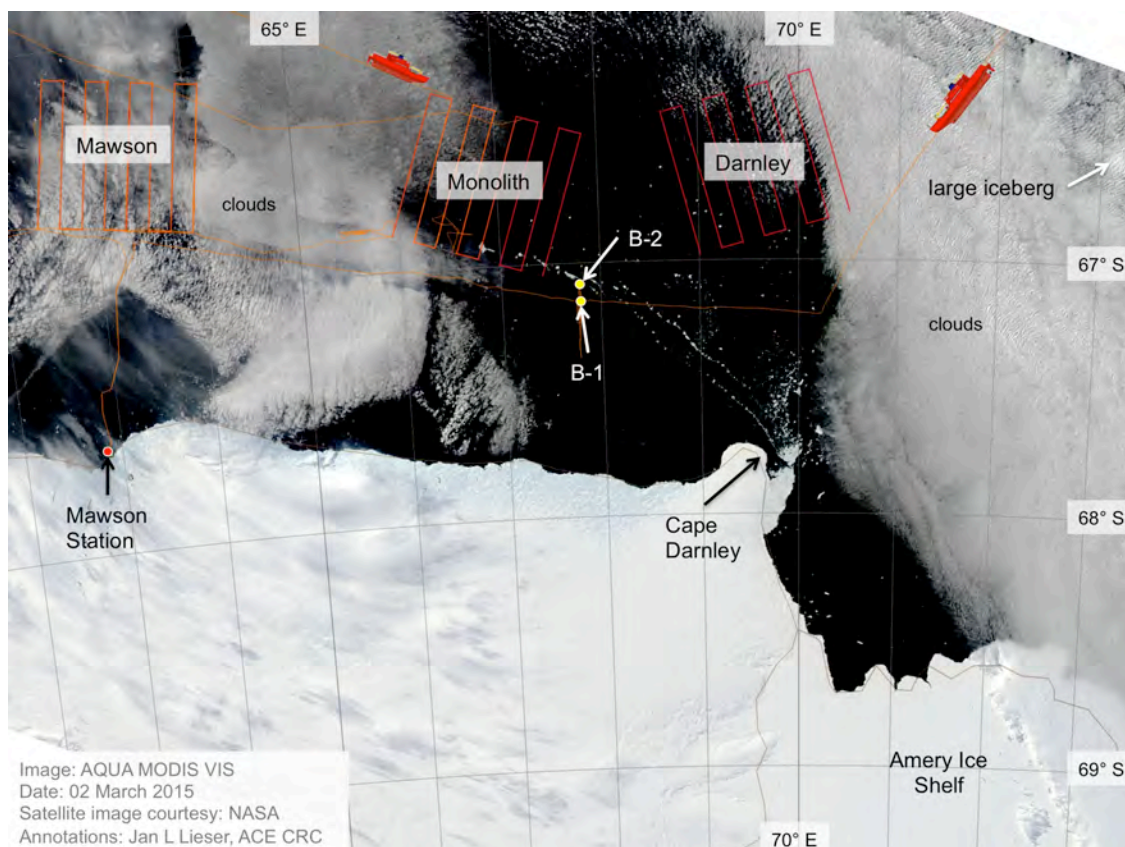 65° E
70° E
Mawson
Monolith
Darnley
large iceberg
clouds
B-2
67° S
clouds
B-1
Mawson
Station
Cape
Darnley
68° S
Amery Ice
Shelf
69° S
Image: AQUA MODIS VIS
Date: 02 March 2015
Satellite image courtesy: NASA
Annotations: Jan L Lieser, ACE CRC
70° E